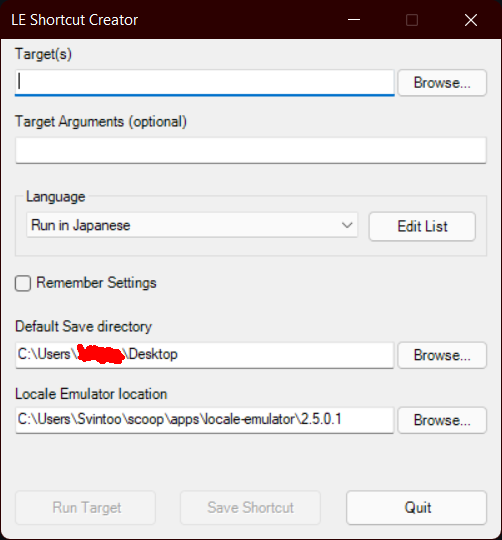 LE Shortcut Creator
Target(s)
Browse...
Target Arguments (optional)
Language
Run in Japanese
Edit List
Remember Settings
Default Save directory
C:\Users\ \Desktop
Browse...
Locale Emulator location
C:\Users\Svintoo\scoop\apps\locale-emulator\2.5.0.1
Browse...
Run Target
Save Shortcut
Quit